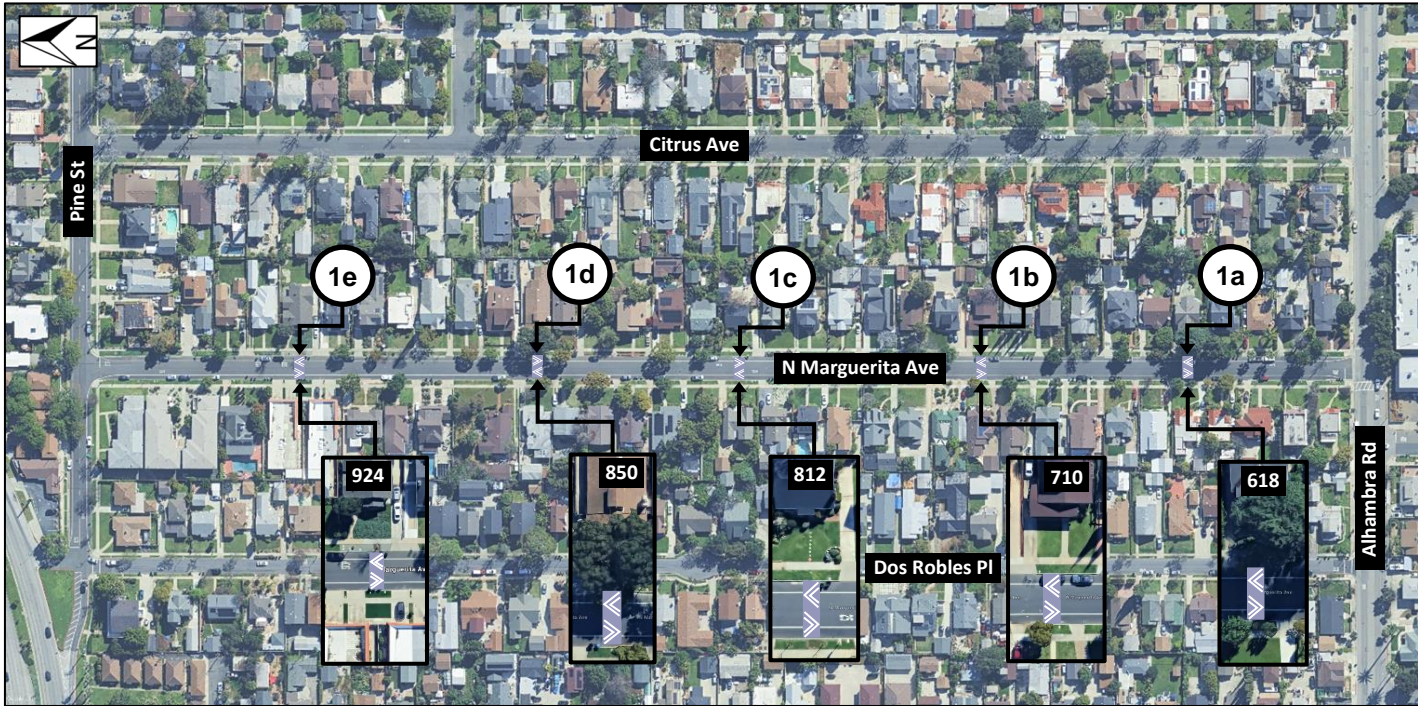 N
Citrus Ave
Pine St
1e
1d
1c
1b
1a
N Marguerita Ave
Alhambra Rd
924
850
812
710
618
Dos Robles Pl